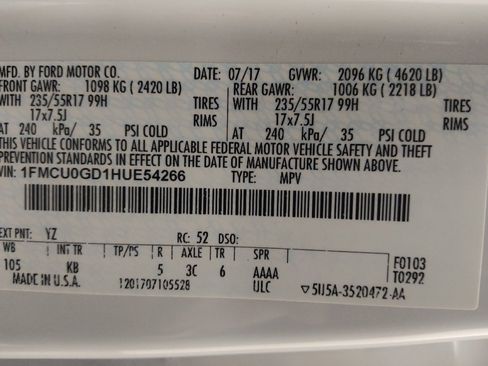 MFD. BY FORD MOTOR CO. DATE: 07/17 GVWR: 2096 KG ( 4620 LB)
FRONT GAWR: 1098 KG ( 2420 LB) REAR GAWR: 1006 KG ( 2218 LB)
WITH 235/55R17 99H TIRES WITH 235/55R17 99H TIRES
17x7.5J RIMS 17x7.5J RIMS
AT 240 kPa/ 35 PSI COLD AT 240 kPa/ 35 PSI COLD
THIS VEHICLE CONFORMS TO ALL APPLICABLE FEDERAL MOTOR VEHICLE SAFETY AND THEFT
PREVENTION STANDARDS IN EFFECT ON THE DATE OF MANUFACTURE SHOWN ABOVE.
VIN: 1FMCU0GD1HUE54266 TYPE: MPV
EXT PNT: YZ RC: 52 DSO:
WB INT TR TP/PS R AXLE TR SPR F0103
105 KB 5 3C 6 AAAA T0292
MADE IN U.S.A. 1201707105528 ULC ▽5U5A-3520472-AA